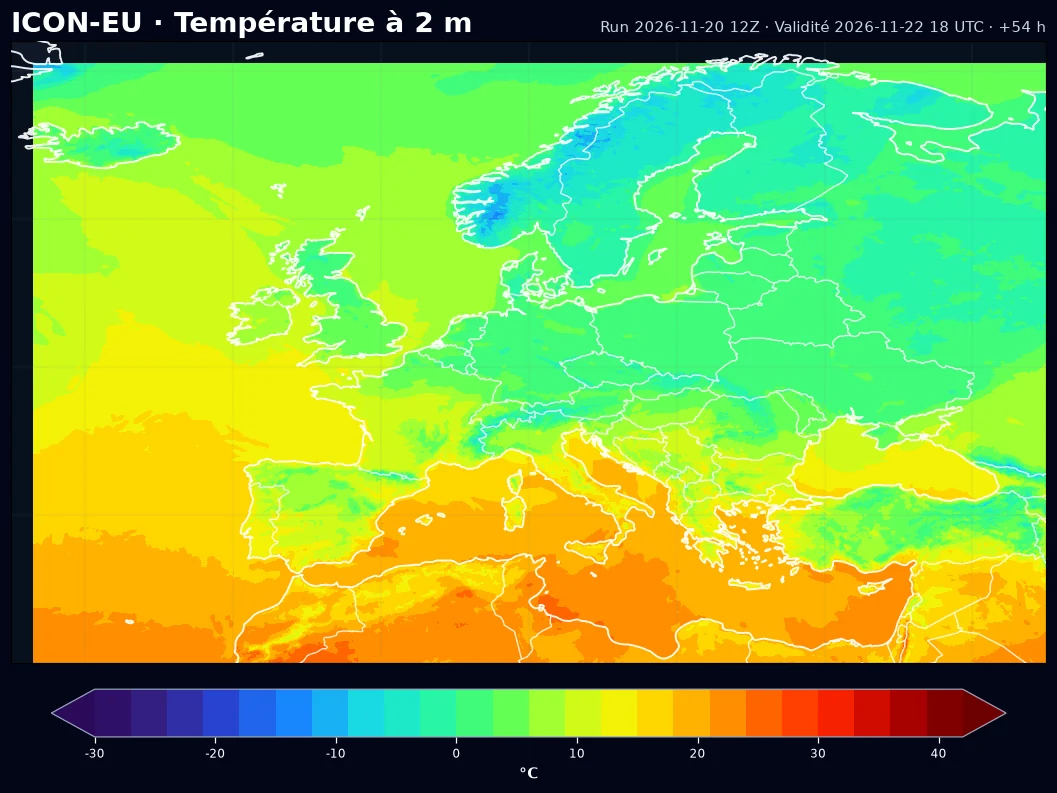 ICON-EU · Température à 2 m
Run 2026-11-20 12Z · Validité 2026-11-22 18 UTC · +54 h
-30 -20 -10 0 10 20 30 40
°C